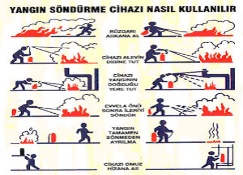 YANGIN SÖNDÜRME CİHAZI NASIL KULLANILIR
RÜZGARI
ARKANA AL
CİHAZI ALEVİN
DİBİNE TUT
CİHAZI
YANGININ
DOĞDUĞU
YERE TUT
EVVELA ÖNÜ
SONRA İLERİYİ
SÖNDÜR
YANGIN
TAMAMEN
SÖNMEDEN
AYRILMA
CİHAZI OMUZ
HİZANA AS